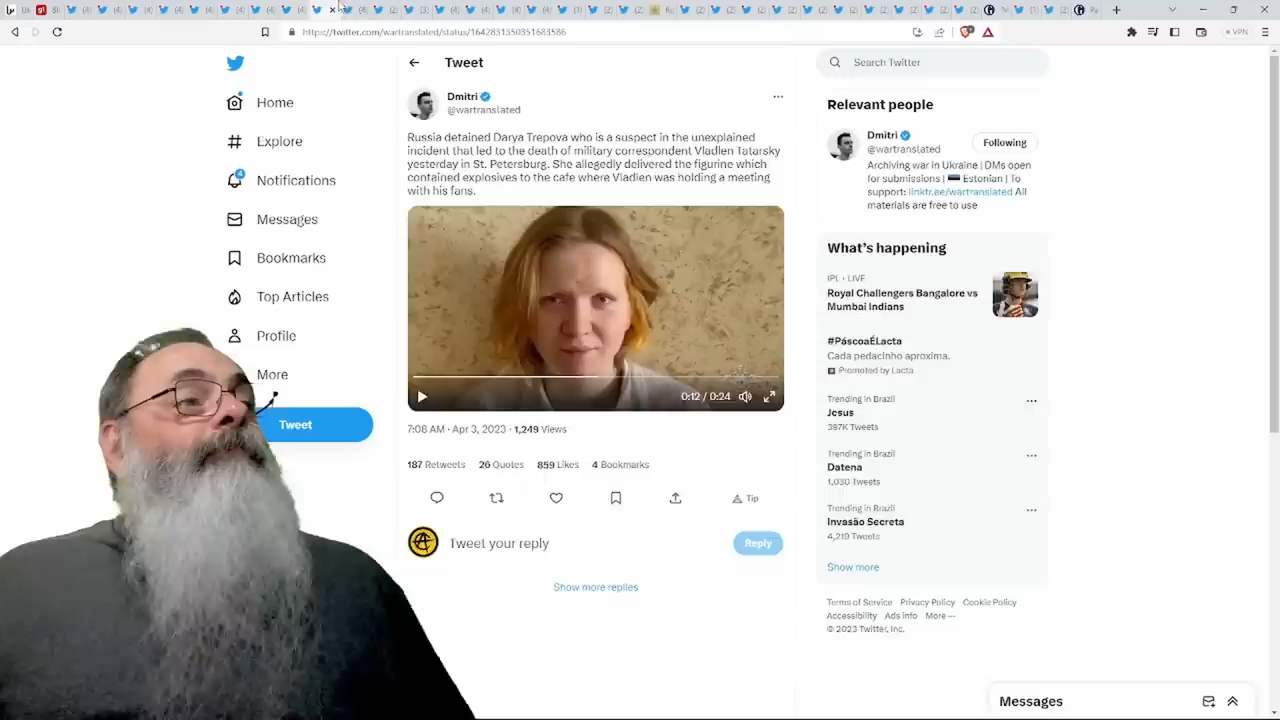 https://twitter.com/wartranslated/status/1642831350351683586
VPN
Home
Explore
4
Notifications
Messages
Bookmarks
Top Articles
Profile
More
Tweet
Tweet
Dmitri
@wartranslated
Russia detained Darya Trepova who is a suspect in the unexplained
incident that led to the death of military correspondent Vladlen Tatarsky
yesterday in St. Petersburg. She allegedly delivered the figurine which
contained explosives to the cafe where Vladlen was holding a meeting
with his fans.
0:12 / 0:24
7:08 AM · Apr 3, 2023 · 1,249 Views
187 Retweets 26 Quotes 859 Likes 4 Bookmarks
Tip
Tweet your reply
Reply
Show more replies
Search Twitter
Relevant people
Dmitri
@wartranslated
Following
Archiving war in Ukraine | DMs open
for submissions | 🇪🇪 Estonian | To
support: linktr.ee/wartranslated All
materials are free to use
What's happening
IPL · LIVE
Royal Challengers Bangalore vs
Mumbai Indians
#PáscoaÉLacta
Cada pedacinho aproxima.
Promoted by Lacta
Trending in Brazil
Jesus
397K Tweets
Trending in Brazil
Datena
1,030 Tweets
Trending in Brazil
Invasão Secreta
4,219 Tweets
Show more
Terms of Service Privacy Policy Cookie Policy
Accessibility Ads info More ···
© 2023 Twitter, Inc.
Messages